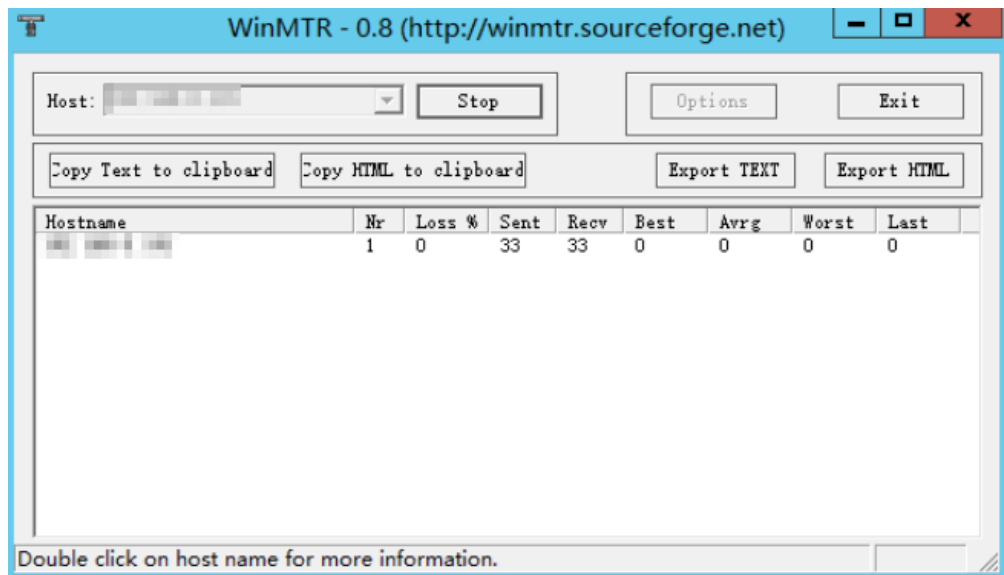 WinMTR - 0.8 (http://winmtr.sourceforge.net)
Host: Stop Options Exit
Copy Text to clipboard Copy HTML to clipboard Export TEXT Export HTML
Hostname Nr Loss % Sent Recv Best Avrg Worst Last
1 0 33 33 0 0 0 0
Double click on host name for more information.